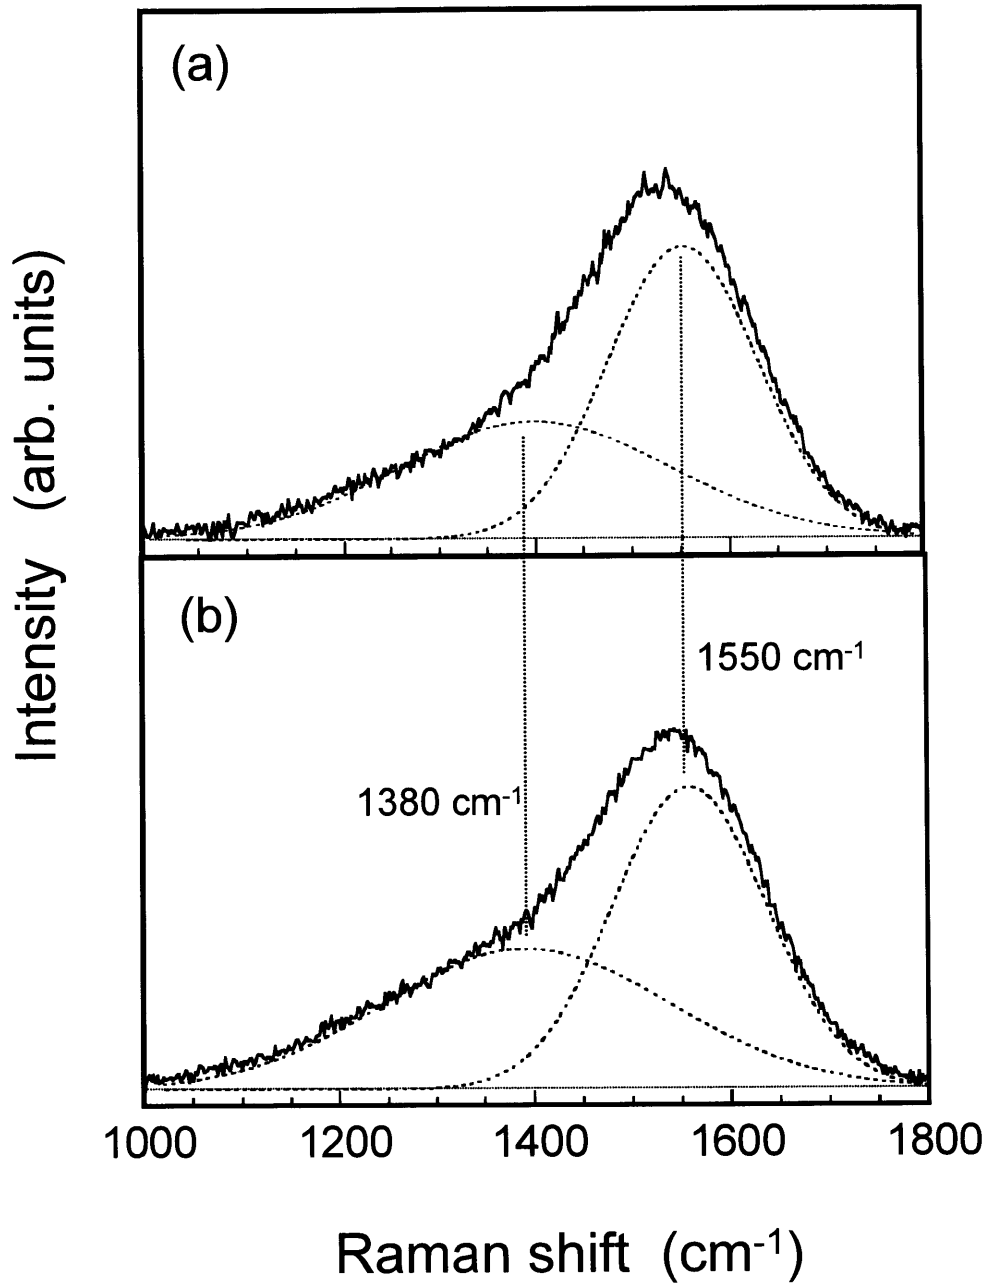 (a)
Intensity (arb. units)
(b)
1550 cm-1
1380 cm-1
1000 1200 1400 1600 1800
Raman shift (cm-1)